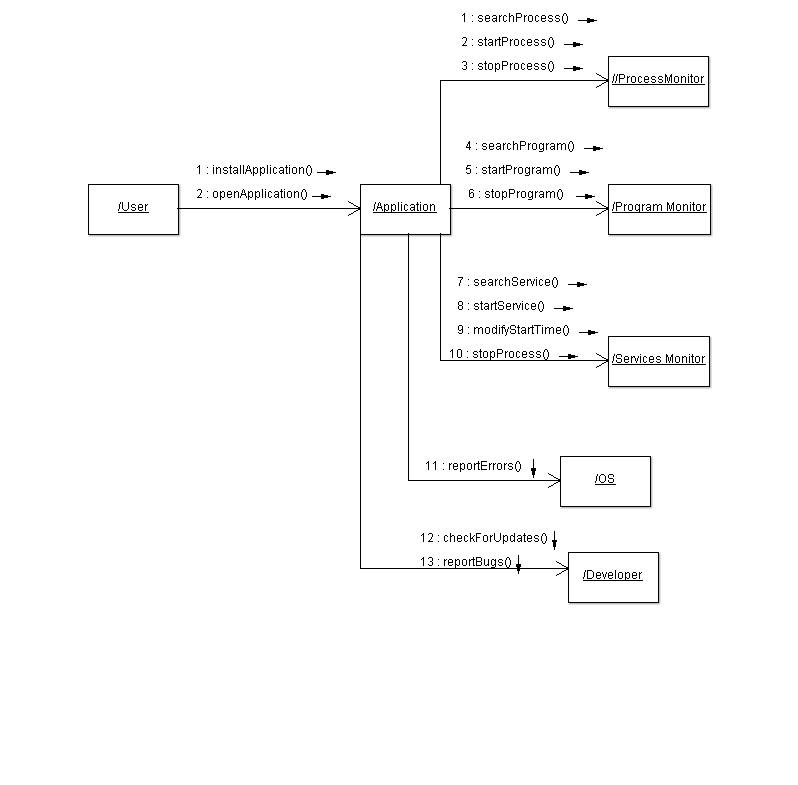 1 : searchProcess()
2 : startProcess()
3 : stopProcess()
//ProcessMonitor
4 : searchProgram()
5 : startProgram()
6 : stopProgram()
/Program Monitor
1 : installApplication()
2 : openApplication()
/User
/Application
7 : searchService()
8 : startService()
9 : modifyStartTime()
10 : stopProcess()
/Services Monitor
11 : reportErrors()
/OS
12 : checkForUpdates()
13 : reportBugs()
/Developer